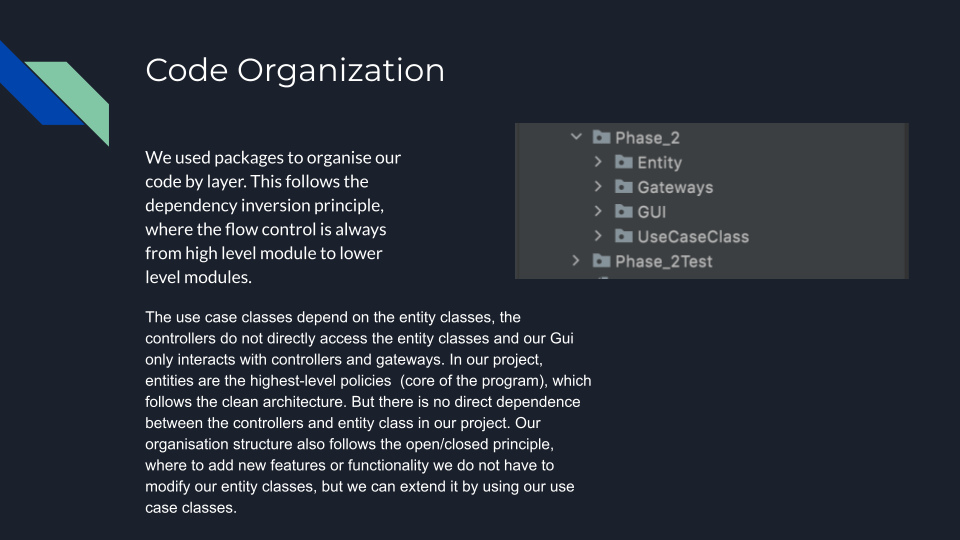 Code Organization
We used packages to organise our
code by layer. This follows the
dependency inversion principle,
where the flow control is always
from high level module to lower
level modules.
Phase_2
Entity
Gateways
GUI
UseCaseClass
Phase_2Test
The use case classes depend on the entity classes, the
controllers do not directly access the entity classes and our Gui
only interacts with controllers and gateways. In our project,
entities are the highest-level policies  (core of the program), which
follows the clean architecture. But there is no direct dependence
between the controllers and entity class in our project. Our
organisation structure also follows the open/closed principle,
where to add new features or functionality we do not have to
modify our entity classes, but we can extend it by using our use
case classes.